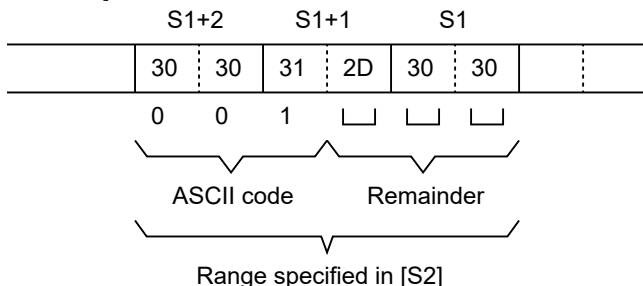 S1+2 S1+1 S1
30 30 31 2D 30 30
0 0 1
ASCII code Remainder
Range specified in [S2]